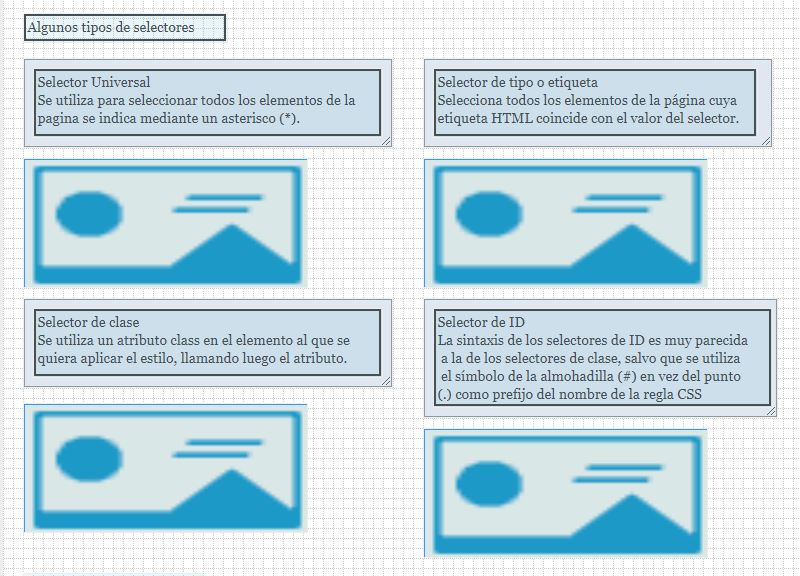 Algunos tipos de selectores
Selector Universal
Se utiliza para seleccionar todos los elementos de la
pagina se indica mediante un asterisco (*).
Selector de tipo o etiqueta
Selecciona todos los elementos de la página cuya
etiqueta HTML coincide con el valor del selector.
Selector de clase
Se utiliza un atributo class en el elemento al que se
quiera aplicar el estilo, llamando luego el atributo.
Selector de ID
La sintaxis de los selectores de ID es muy parecida
a la de los selectores de clase, salvo que se utiliza
el símbolo de la almohadilla (#) en vez del punto
(.) como prefijo del nombre de la regla CSS